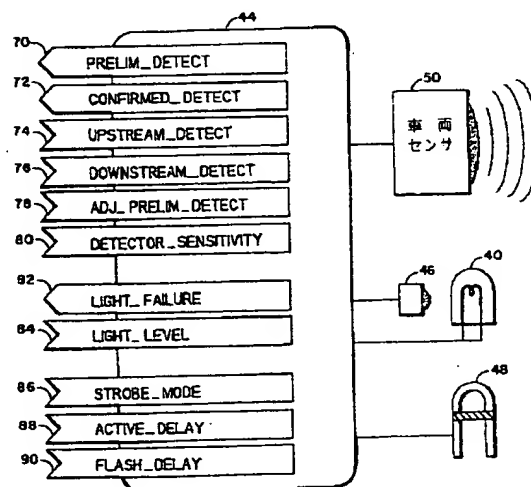 44
70 PRELIM_DETECT
72 CONFIRMED_DETECT
74 UPSTREAM_DETECT
76 DOWNSTREAM_DETECT
78 ADJ_PRELIM_DETECT
80 DETECTOR_SENSITIVITY
92 LIGHT_FAILURE
84 LIGHT_LEVEL
86 STROBE_MODE
88 ACTIVE_DELAY
90 FLASH_DELAY
50
車両
センサ
46
40
48